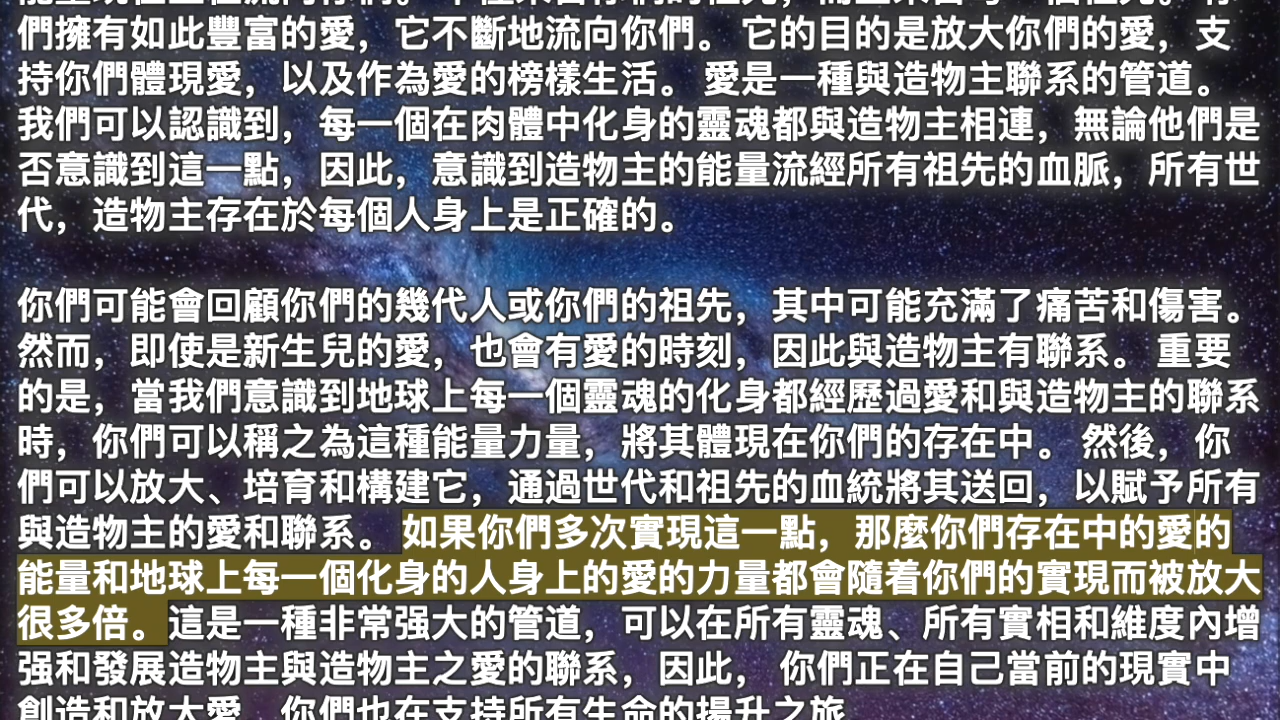 們擁有如此豐富的愛，它不斷地流向你們。 它的目的是放大你們的愛，支
持你們體現愛，以及作為愛的榜樣生活。 愛是一種與造物主聯系的管道。
我們可以認識到，每一個在肉體中化身的靈魂都與造物主相連，無論他們是
否意識到這一點，因此，意識到造物主的能量流經所有祖先的血脈，所有世
代，造物主存在於每個人身上是正確的。
你們可能會回顧你們的幾代人或你們的祖先，其中可能充滿了痛苦和傷害。
然而，即使是新生兒的愛，也會有愛的時刻，因此與造物主有聯系。 重要
的是，當我們意識到地球上每一個靈魂的化身都經歷過愛和與造物主的聯系
時，你們可以稱之為這種能量力量，將其體現在你們的存在中。 然後，你
們可以放大、培育和構建它，通過世代和祖先的血統將其送回，以賦予所有
與造物主的愛和聯系。 如果你們多次實現這一點，那麼你們存在中的愛的
能量和地球上每一個化身的人身上的愛的力量都會隨着你們的實現而被放大
很多倍。這是一種非常强大的管道，可以在所有靈魂、所有實相和維度內增
强和發展造物主與造物主之愛的聯系，因此， 你們正在自己當前的現實中
創造和放大愛，你們也在支持所有生命的揚升之旅